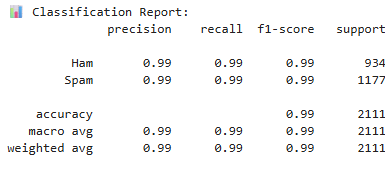 📊 Classification Report:
              precision    recall  f1-score   support

         Ham       0.99      0.99      0.99       934
        Spam       0.99      0.99      0.99      1177

    accuracy                           0.99      2111
   macro avg       0.99      0.99      0.99      2111
weighted avg       0.99      0.99      0.99      2111